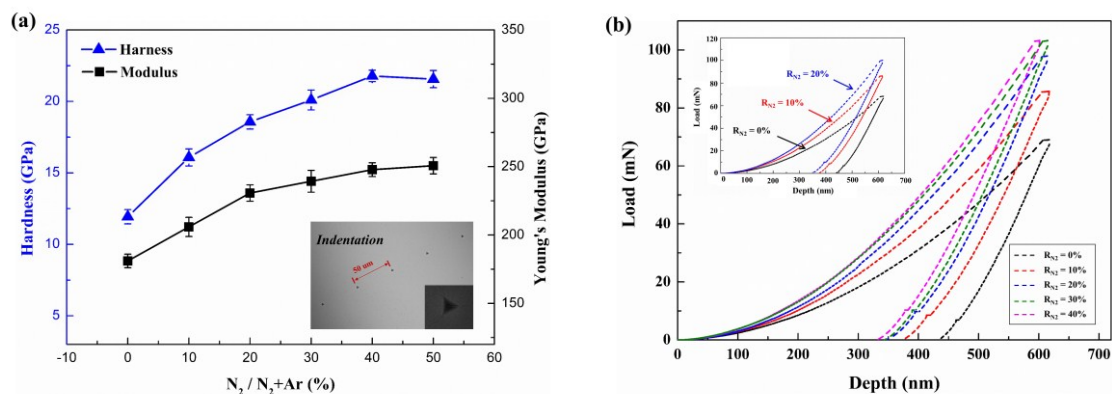 (a)
25
20
15
10
5
Hardness (GPa)
350
300
250
200
150
Young's Modulus (GPa)
Harness
Modulus
Indentation
50 um
-10 0 10 20 30 40 50 60
N2 / N2+Ar (%)
(b)
100
80
60
40
20
0
Load (mN)
120
100
80
60
40
20
0
Load (mN)
RN2 = 20%
RN2 = 10%
RN2 = 0%
0 100 200 300 400 500 600 700
Depth (nm)
RN2 = 0%
RN2 = 10%
RN2 = 20%
RN2 = 30%
RN2 = 40%
0 100 200 300 400 500 600 700
Depth (nm)